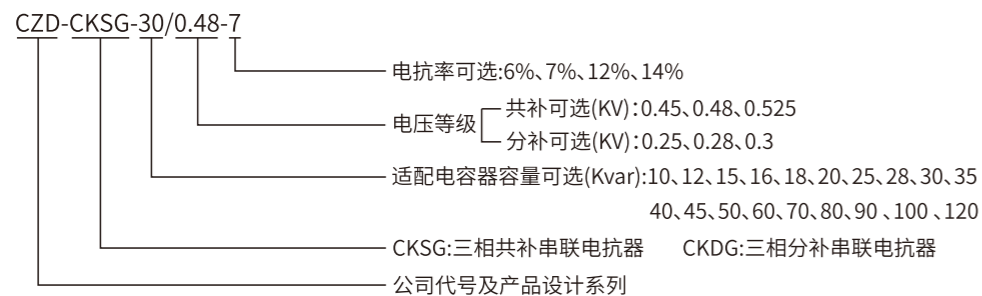 CZD-CKSG-30/0.48-7
电抗率可选:6%、7%、12%、14%
电压等级
共补可选(KV):0.45、0.48、0.525
分补可选(KV):0.25、0.28、0.3
适配电容器容量可选(Kvar):10、12、15、16、18、20、25、28、30、35
40、45、50、60、70、80、90 、100 、120
CKSG:三相共补串联电抗器 CKDG:三相分补串联电抗器
公司代号及产品设计系列